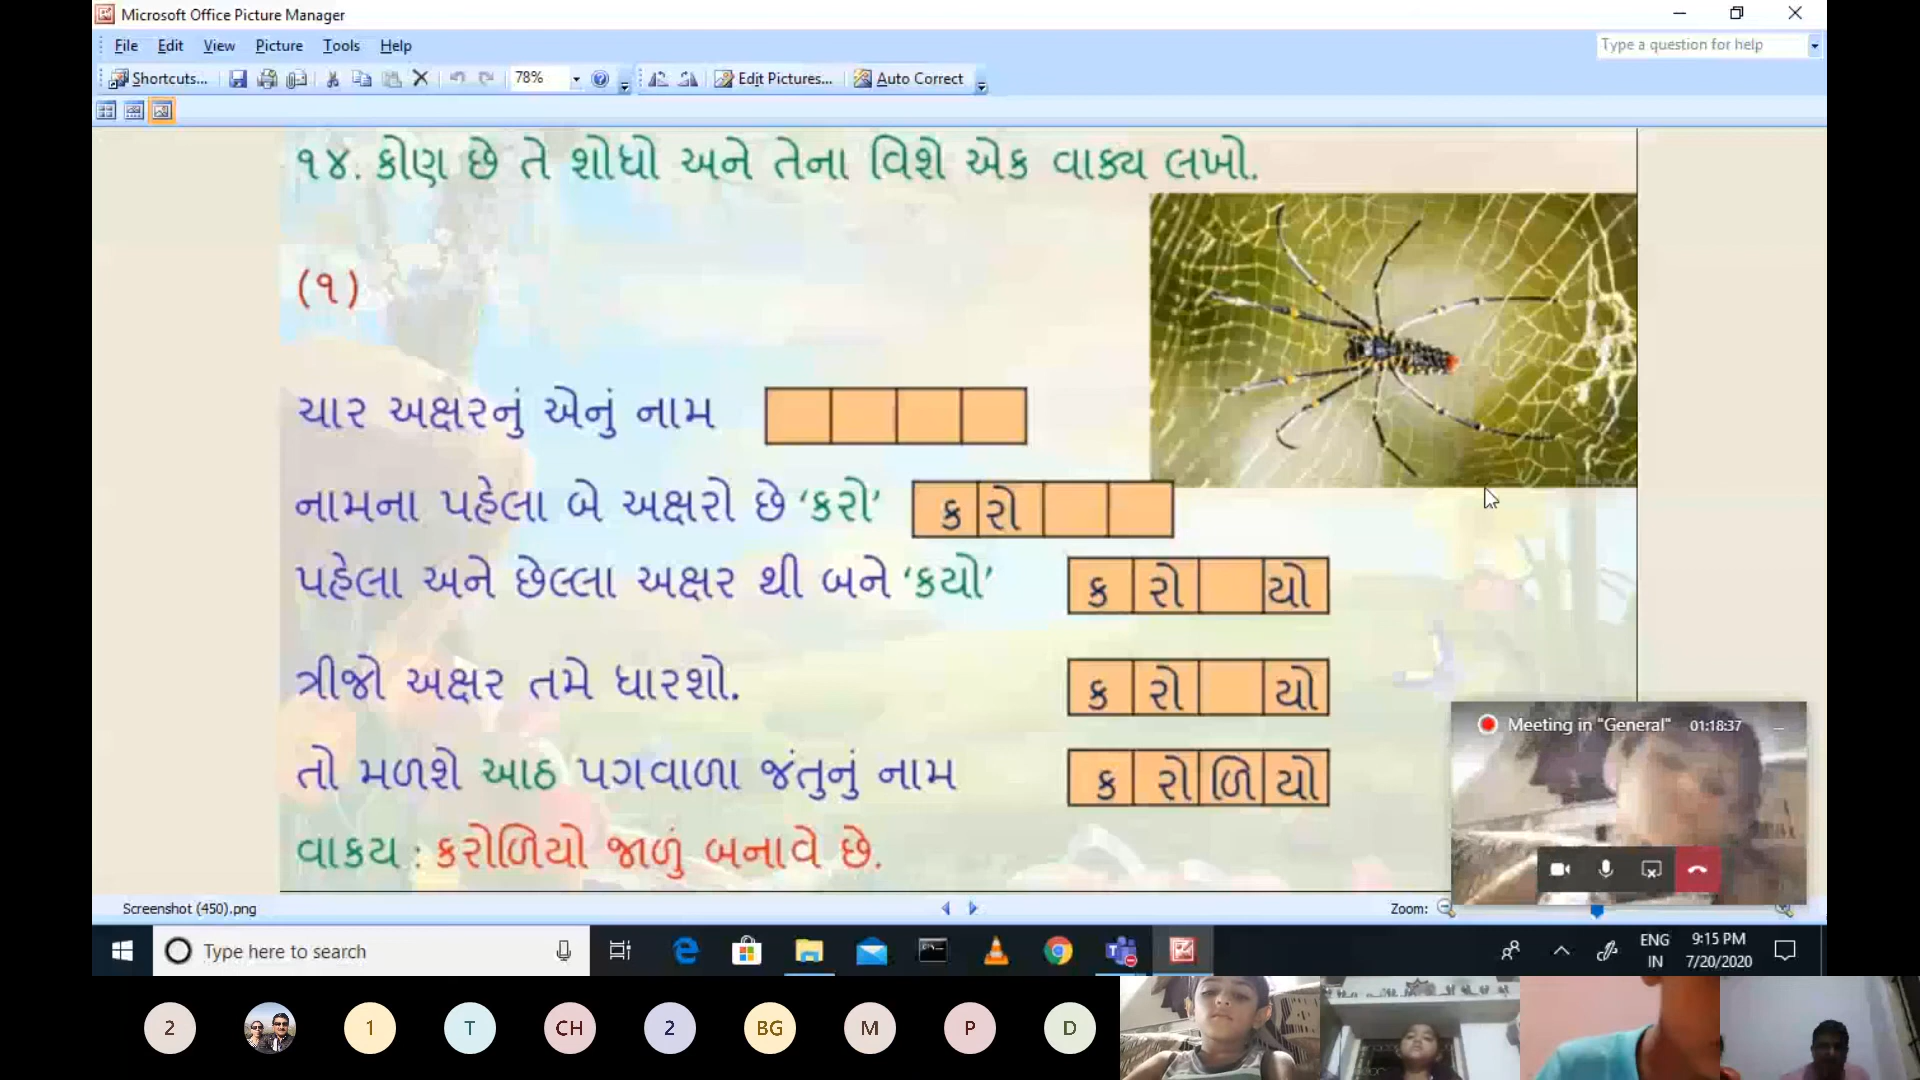 Microsoft Office Picture Manager
File Edit View Picture Tools Help
Type a question for help
Shortcuts... 78% Edit Pictures... Auto Correct
૧૪. કોણ છે તે શોધો અને તેના વિશે એક વાક્ય લખો.
(૧)
ચાર અક્ષરનું એનું નામ
નામના પહેલા બે અક્ષરો છે ‘કરો’ ક રો
પહેલા અને છેલ્લા અક્ષર થી બને ‘કયો’ ક રો યો
ત્રીજો અક્ષર તમે ધારશો. ક રો યો
Meeting in "General" 01:18:37
તો મળશે આઠ પગવાળા જંતુનું નામ ક રો ળિ યો
વાકય : કરોળિયો જાળું બનાવે છે.
Screenshot (450).png Zoom:
Type here to search
ENG 9:15 PM
IN 7/20/2020
2 1 T CH 2 BG M P D